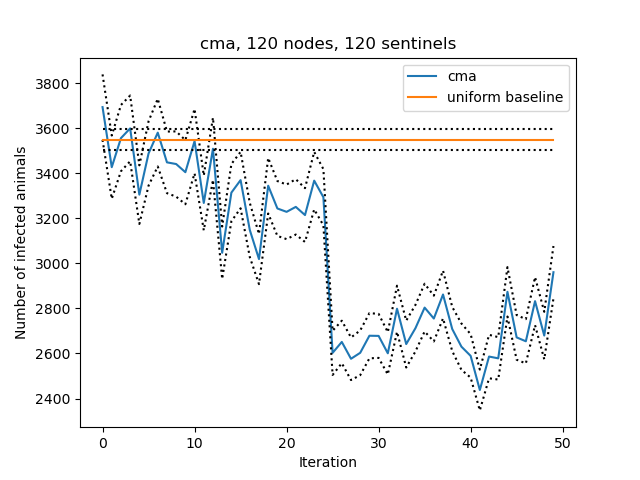 cma, 120 nodes, 120 sentinels
cma
uniform baseline
Number of infected animals
3800
3600
3400
3200
3000
2800
2600
2400
0
10
20
30
40
50
Iteration